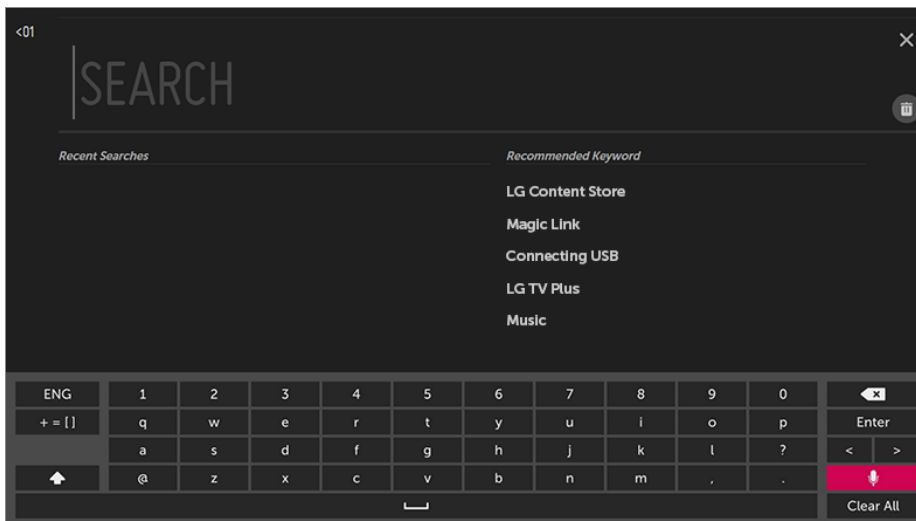 <01
SEARCH
Recent Searches
Recommended Keyword
LG Content Store
Magic Link
Connecting USB
LG TV Plus
Music
ENG 1 2 3 4 5 6 7 8 9 0
+ = [ ] q w e r t y u i o p Enter
a s d f g h j k l ? < >
@ z x c v b n m , .
Clear All